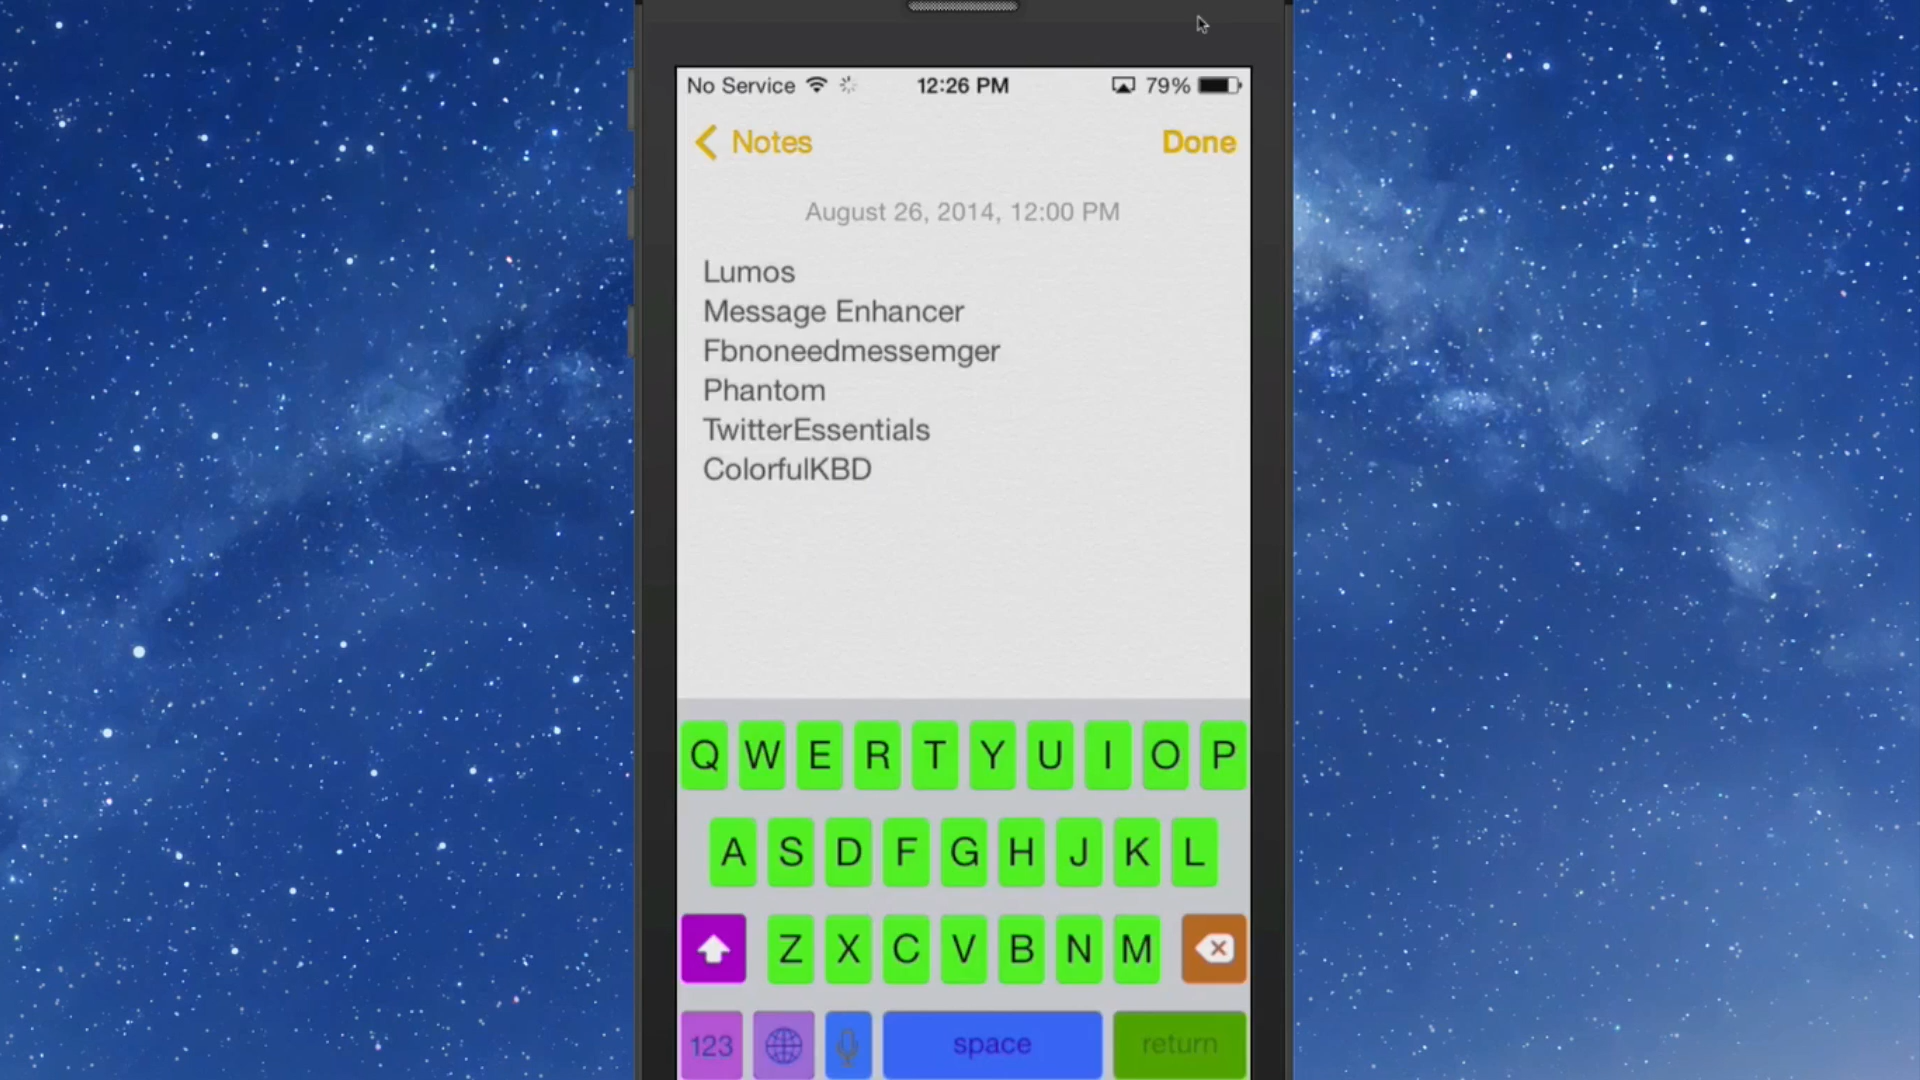 No Service 12:26 PM 79%
Notes Done
August 26, 2014, 12:00 PM
Lumos
Message Enhancer
Fbnoneedmessemger
Phantom
TwitterEssentials
ColorfulKBD
Q W E R T Y U I O P
A S D F G H J K L
Z X C V B N M
123 space return